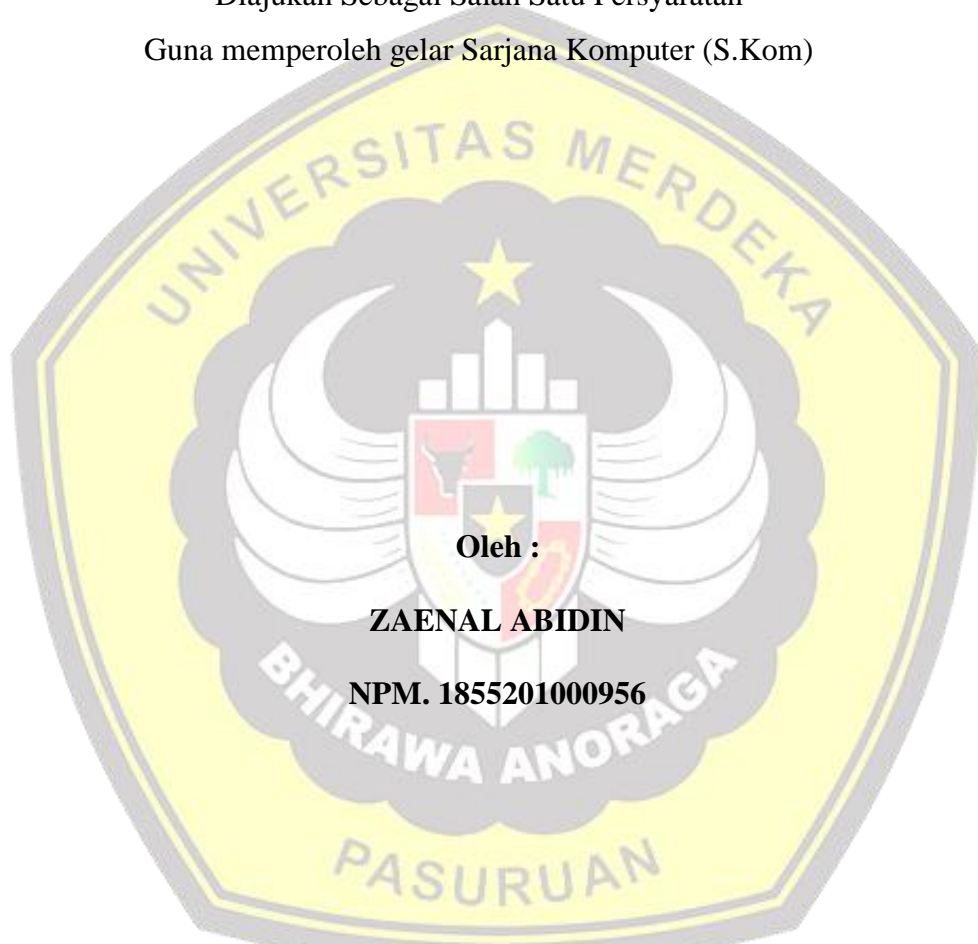 Diajukan Sebagai Salah Satu Persyaratan
Guna memperoleh gelar Sarjana Komputer (S.Kom)
UNIVERSITAS MERDEKA
Oleh :
ZAENAL ABIDIN
NPM. 1855201000956
BHIRAWA ANORAGA
PASURUAN